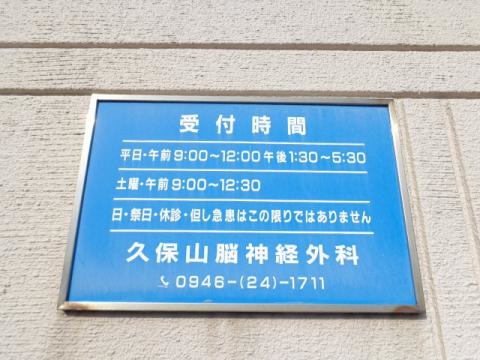 受付時間
平日・午前9:00〜12:00 午後1:30〜5:30
土曜・午前9:00〜12:30
日・祭日・休診・但し急患はこの限りではありません
久保山脳神経外科
0946-(24)-1711